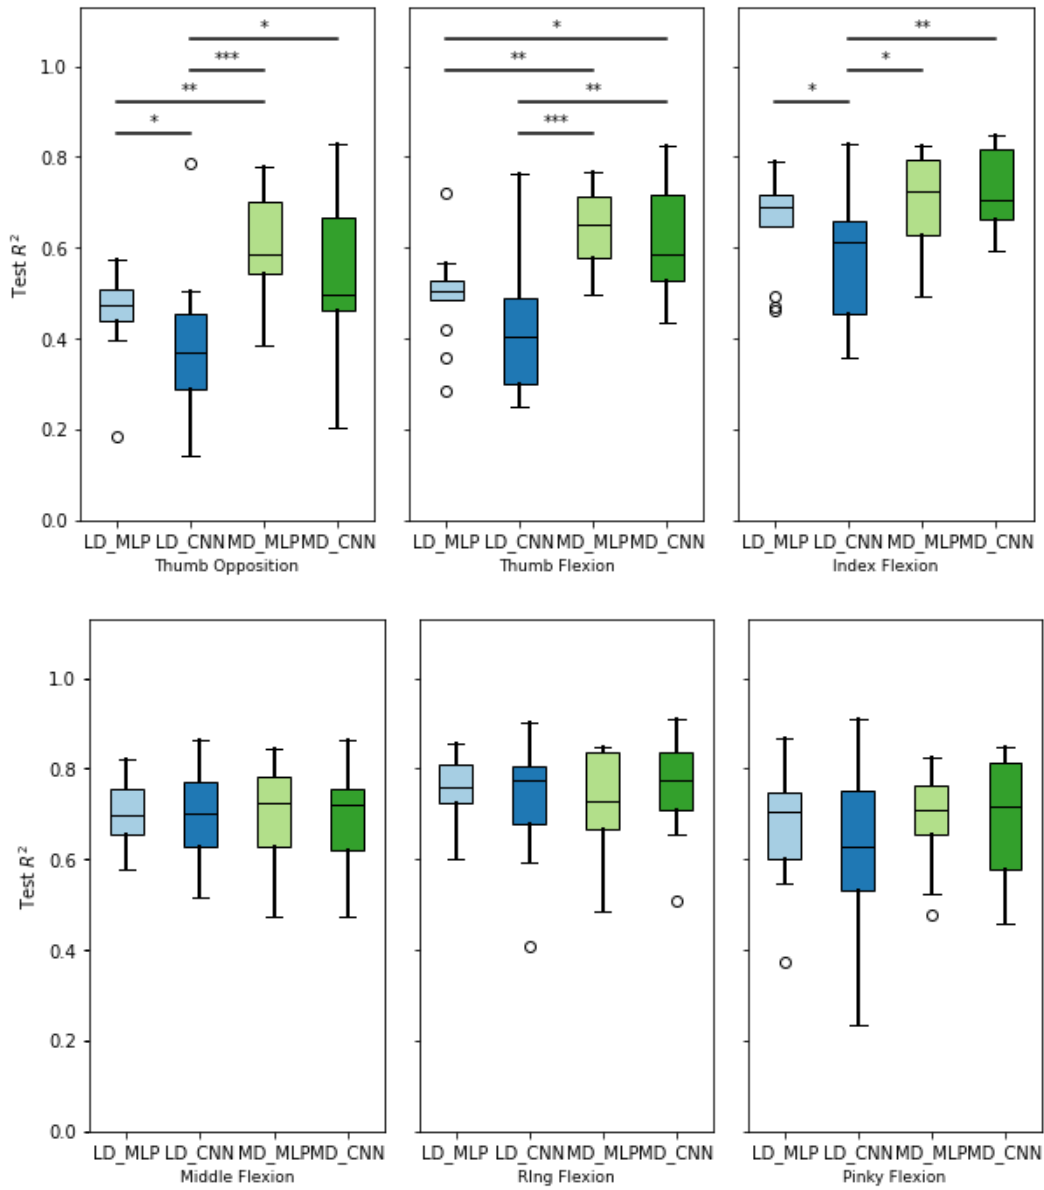 * * **
1.0 *** ** *
** ** *
* ***
0.8
0.6
Test R²
0.4
0.2
0.0
LD_MLP LD_CNN MD_MLP MD_CNN LD_MLP LD_CNN MD_MLP MD_CNN LD_MLP LD_CNN MD_MLP MD_CNN
Thumb Opposition Thumb Flexion Index Flexion
1.0
0.8
0.6
Test R²
0.4
0.2
0.0
LD_MLP LD_CNN MD_MLP MD_CNN LD_MLP LD_CNN MD_MLP MD_CNN LD_MLP LD_CNN MD_MLP MD_CNN
Middle Flexion RIng Flexion Pinky Flexion